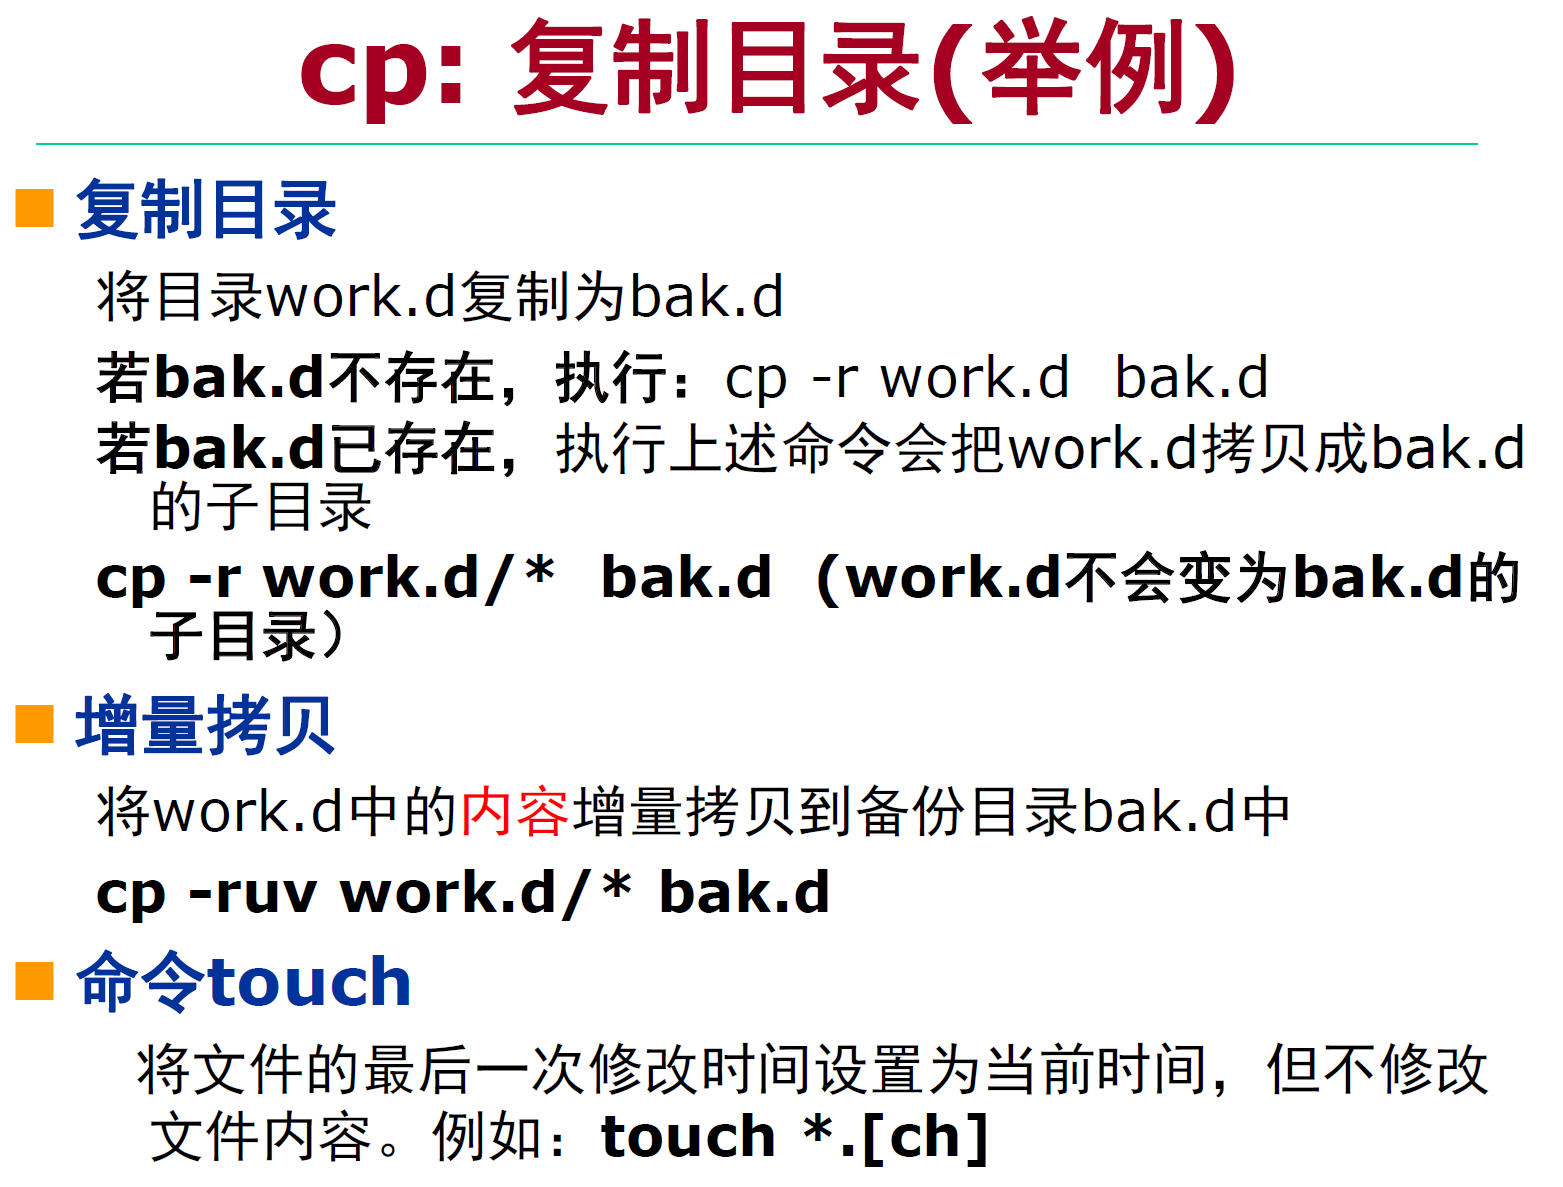 cp: 复制目录(举例)
复制目录
将目录work.d复制为bak.d
若bak.d不存在，执行：cp -r work.d  bak.d
若bak.d已存在，执行上述命令会把work.d拷贝成bak.d
的子目录
cp -r work.d/*  bak.d  (work.d不会变为bak.d的
子目录）
增量拷贝
将work.d中的内容增量拷贝到备份目录bak.d中
cp -ruv work.d/* bak.d
命令touch
将文件的最后一次修改时间设置为当前时间，但不修改
文件内容。例如：touch *.[ch]